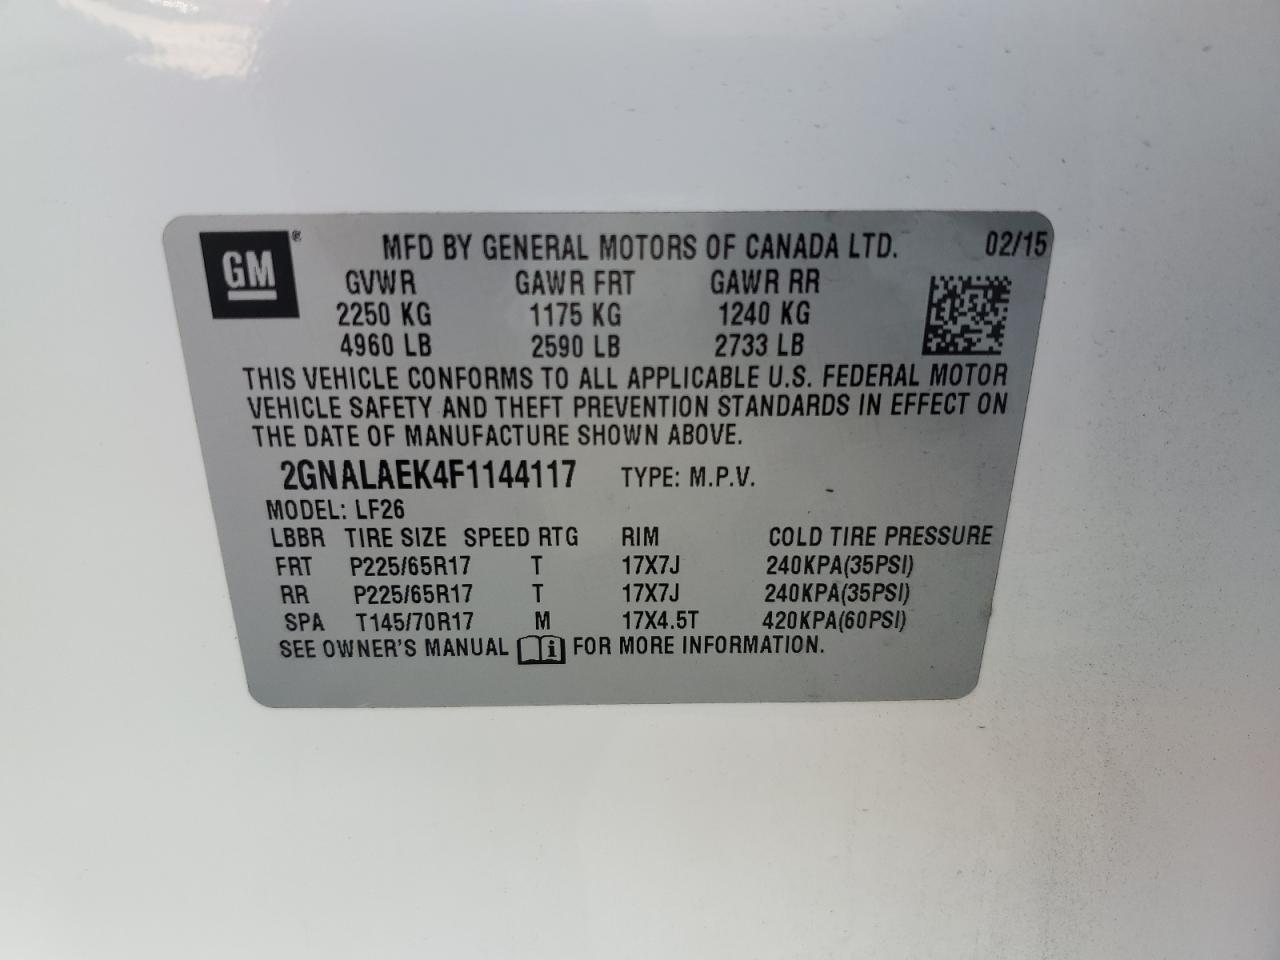 GM ® MFD BY GENERAL MOTORS OF CANADA LTD. 02/15
GVWR GAWR FRT GAWR RR
2250 KG 1175 KG 1240 KG
4960 LB 2590 LB 2733 LB
THIS VEHICLE CONFORMS TO ALL APPLICABLE U.S. FEDERAL MOTOR
VEHICLE SAFETY AND THEFT PREVENTION STANDARDS IN EFFECT ON
THE DATE OF MANUFACTURE SHOWN ABOVE.
2GNALAEK4F1144117 TYPE: M.P.V.
MODEL: LF26
LBBR TIRE SIZE SPEED RTG RIM COLD TIRE PRESSURE
FRT P225/65R17 T 17X7J 240KPA(35PSI)
RR P225/65R17 T 17X7J 240KPA(35PSI)
SPA T145/70R17 M 17X4.5T 420KPA(60PSI)
SEE OWNER'S MANUAL i FOR MORE INFORMATION.